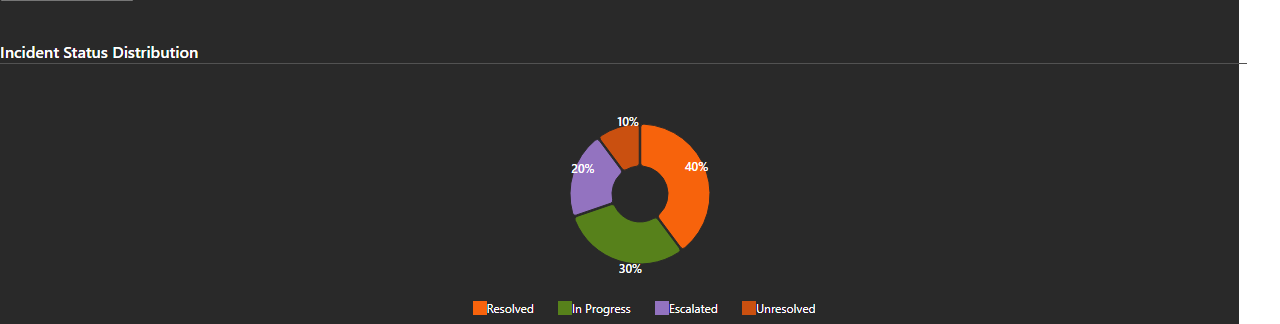 Incident Status Distribution
10%
40%
20%
30%
Resolved In Progress Escalated Unresolved